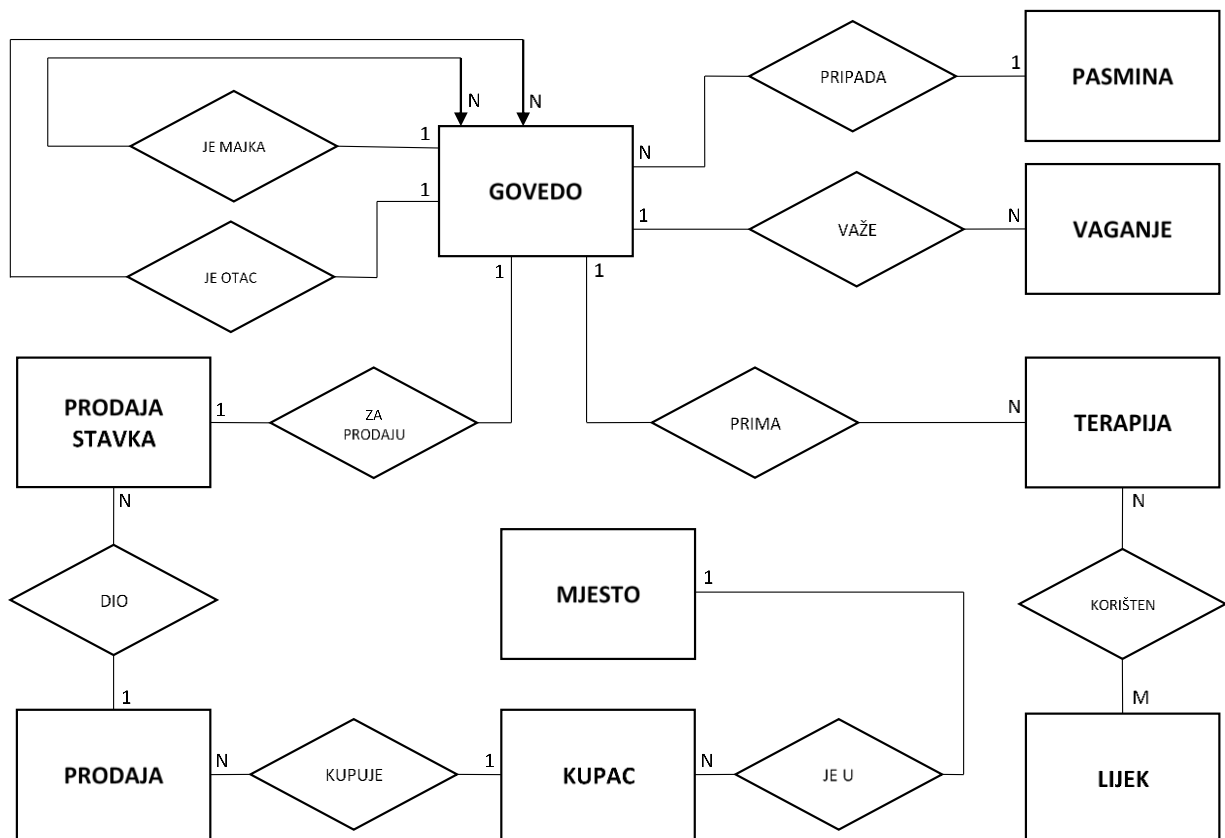 PRIPADA
1
PASMINA
N
N
JE MAJKA
1
N
GOVEDO
1
1
VAŽE
N
VAGANJE
JE OTAC
1
1
PRODAJA
STAVKA
1
ZA
PRODAJU
PRIMA
N
TERAPIJA
N
N
DIO
MJESTO
1
KORIŠTEN
1
M
PRODAJA
N
KUPUJE
1
KUPAC
N
JE U
LIJEK